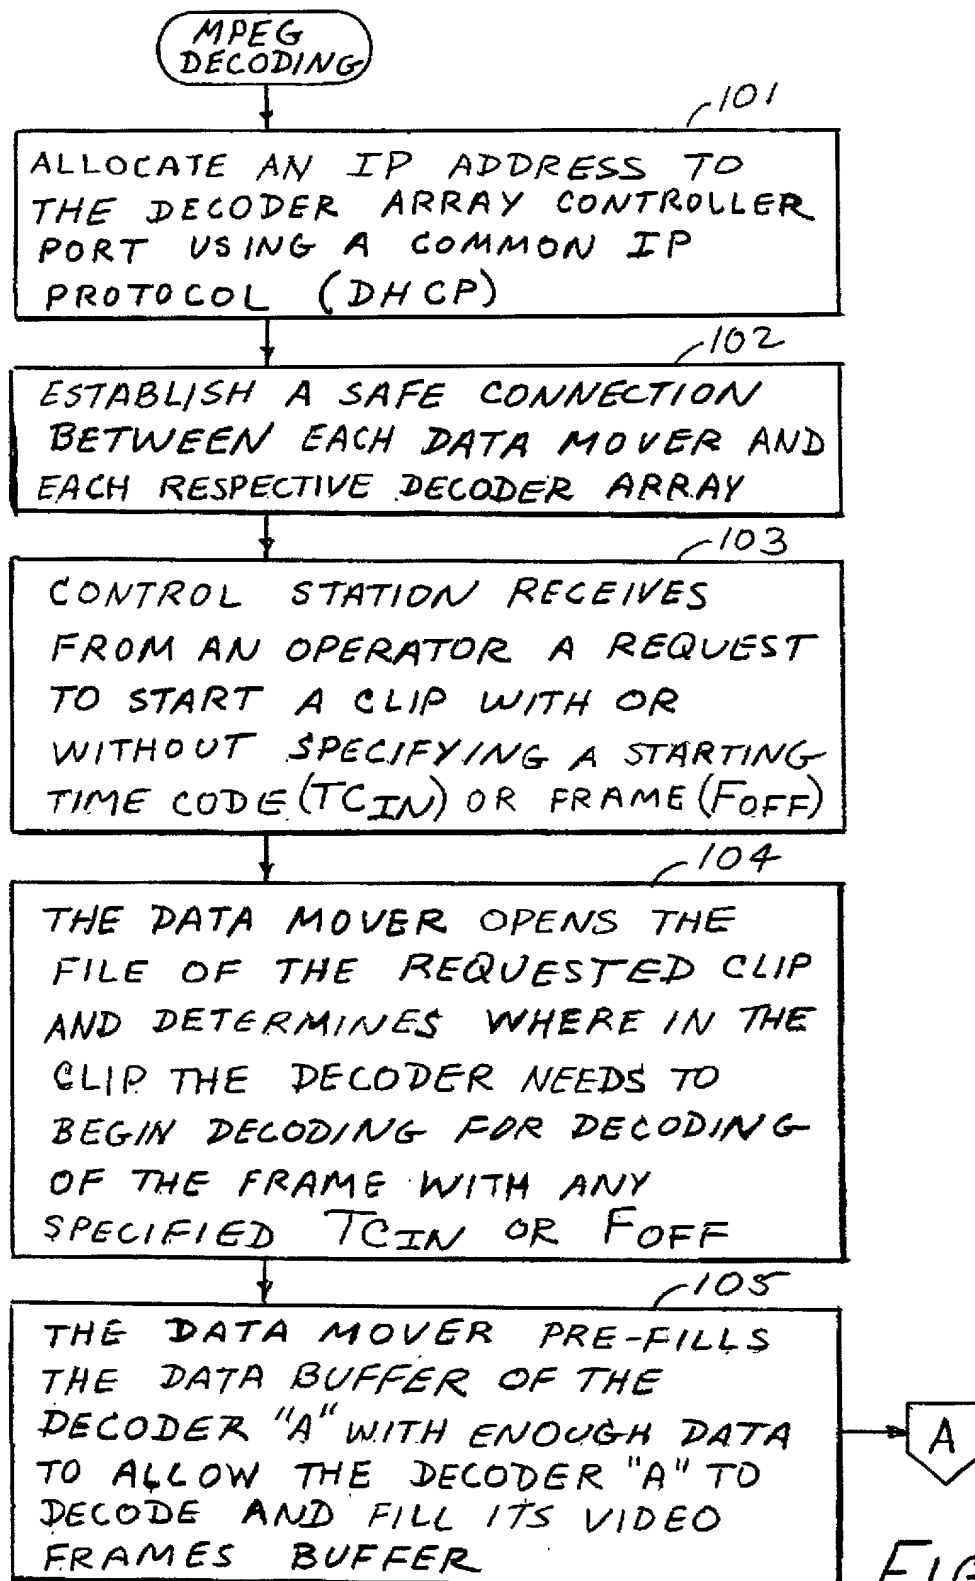 MPEG
DECODING
101
ALLOCATE AN IP ADDRESS TO
THE DECODER ARRAY CONTROLLER
PORT USING A COMMON IP
PROTOCOL (DHCP)
102
ESTABLISH A SAFE CONNECTION
BETWEEN EACH DATA MOVER AND
EACH RESPECTIVE DECODER ARRAY
103
CONTROL STATION RECEIVES
FROM AN OPERATOR A REQUEST
TO START A CLIP WITH OR
WITHOUT SPECIFYING A STARTING
TIME CODE (TCIN) OR FRAME (FOFF)
104
THE DATA MOVER OPENS THE
FILE OF THE REQUESTED CLIP
AND DETERMINES WHERE IN THE
CLIP THE DECODER NEEDS TO
BEGIN DECODING FOR DECODING
OF THE FRAME WITH ANY
SPECIFIED TCIN OR FOFF
105
THE DATA MOVER PRE-FILLS
THE DATA BUFFER OF THE
DECODER "A" WITH ENOUGH DATA
TO ALLOW THE DECODER "A" TO
DECODE AND FILL ITS VIDEO
FRAMES BUFFER
A
FIG